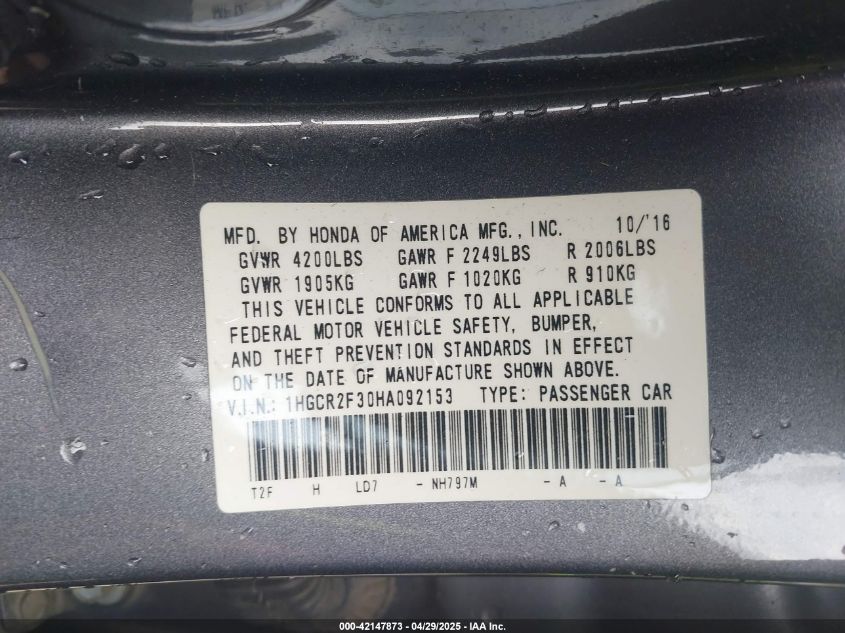 MFD. BY HONDA OF AMERICA MFG., INC. 10/'16
GVWR 4200LBS GAWR F 2249LBS R 2006LBS
GVWR 1905KG GAWR F 1020KG R 910KG
THIS VEHICLE CONFORMS TO ALL APPLICABLE
FEDERAL MOTOR VEHICLE SAFETY, BUMPER,
AND THEFT PREVENTION STANDARDS IN EFFECT
ON THE DATE OF MANUFACTURE SHOWN ABOVE.
V.I.N.: 1HGCR2F30HA092153 TYPE: PASSENGER CAR
T2F H LD7 - NH797M - A - A
000-42147873 | 04/29/2025 - IAA Inc.